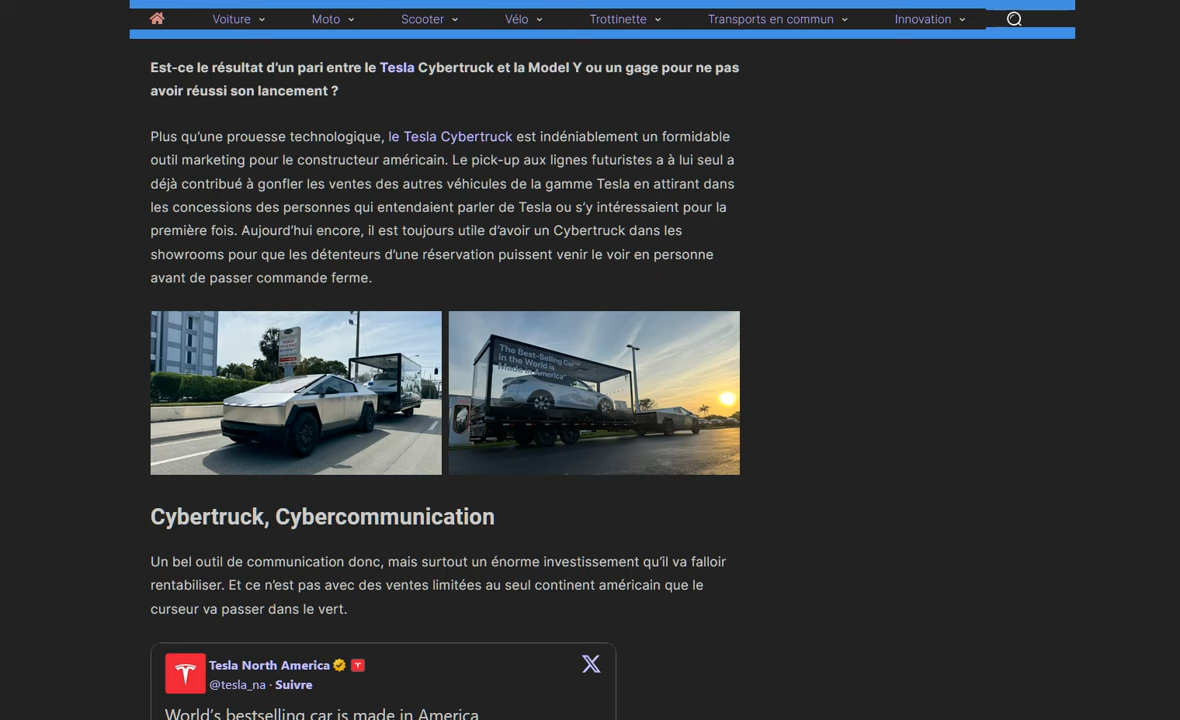 Voiture
Moto
Scooter
Vélo
Trottinette
Transports en commun
Innovation
Est-ce le résultat d’un pari entre le Tesla Cybertruck et la Model Y ou un gage pour ne pas
avoir réussi son lancement ?
Plus qu’une prouesse technologique, le Tesla Cybertruck est indéniablement un formidable
outil marketing pour le constructeur américain. Le pick-up aux lignes futuristes a à lui seul a
déjà contribué à gonfler les ventes des autres véhicules de la gamme Tesla en attirant dans
les concessions des personnes qui entendaient parler de Tesla ou s’y intéressaient pour la
première fois. Aujourd’hui encore, il est toujours utile d’avoir un Cybertruck dans les
showrooms pour que les détenteurs d’une réservation puissent venir le voir en personne
avant de passer commande ferme.
The Best-Selling Car
in the World is
Made in America
Cybertruck, Cybercommunication
Un bel outil de communication donc, mais surtout un énorme investissement qu’il va falloir
rentabiliser. Et ce n’est pas avec des ventes limitées au seul continent américain que le
curseur va passer dans le vert.
Tesla North America
@tesla_na · Suivre
World’s bestselling car is made in America